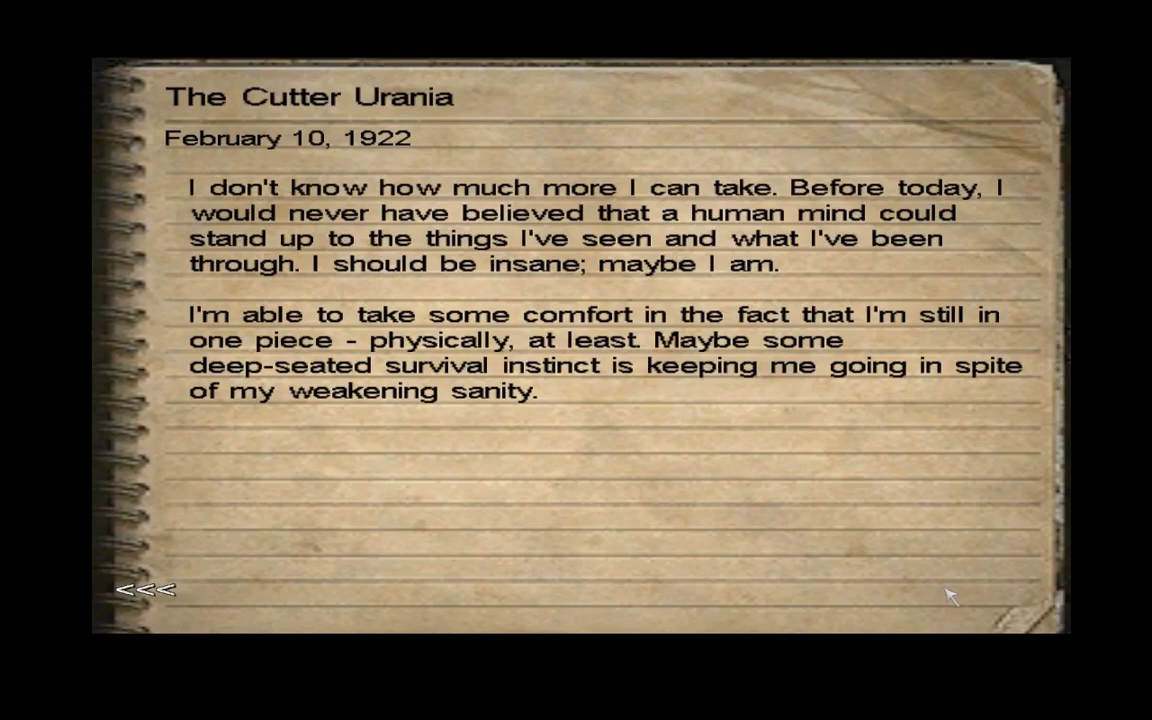 The Cutter Urania
February 10, 1922
I don't know how much more I can take. Before today, I
would never have believed that a human mind could
stand up to the things I've seen and what I've been
through. I should be insane; maybe I am.
I'm able to take some comfort in the fact that I'm still in
one piece - physically, at least. Maybe some
deep-seated survival instinct is keeping me going in spite
of my weakening sanity.
<<<